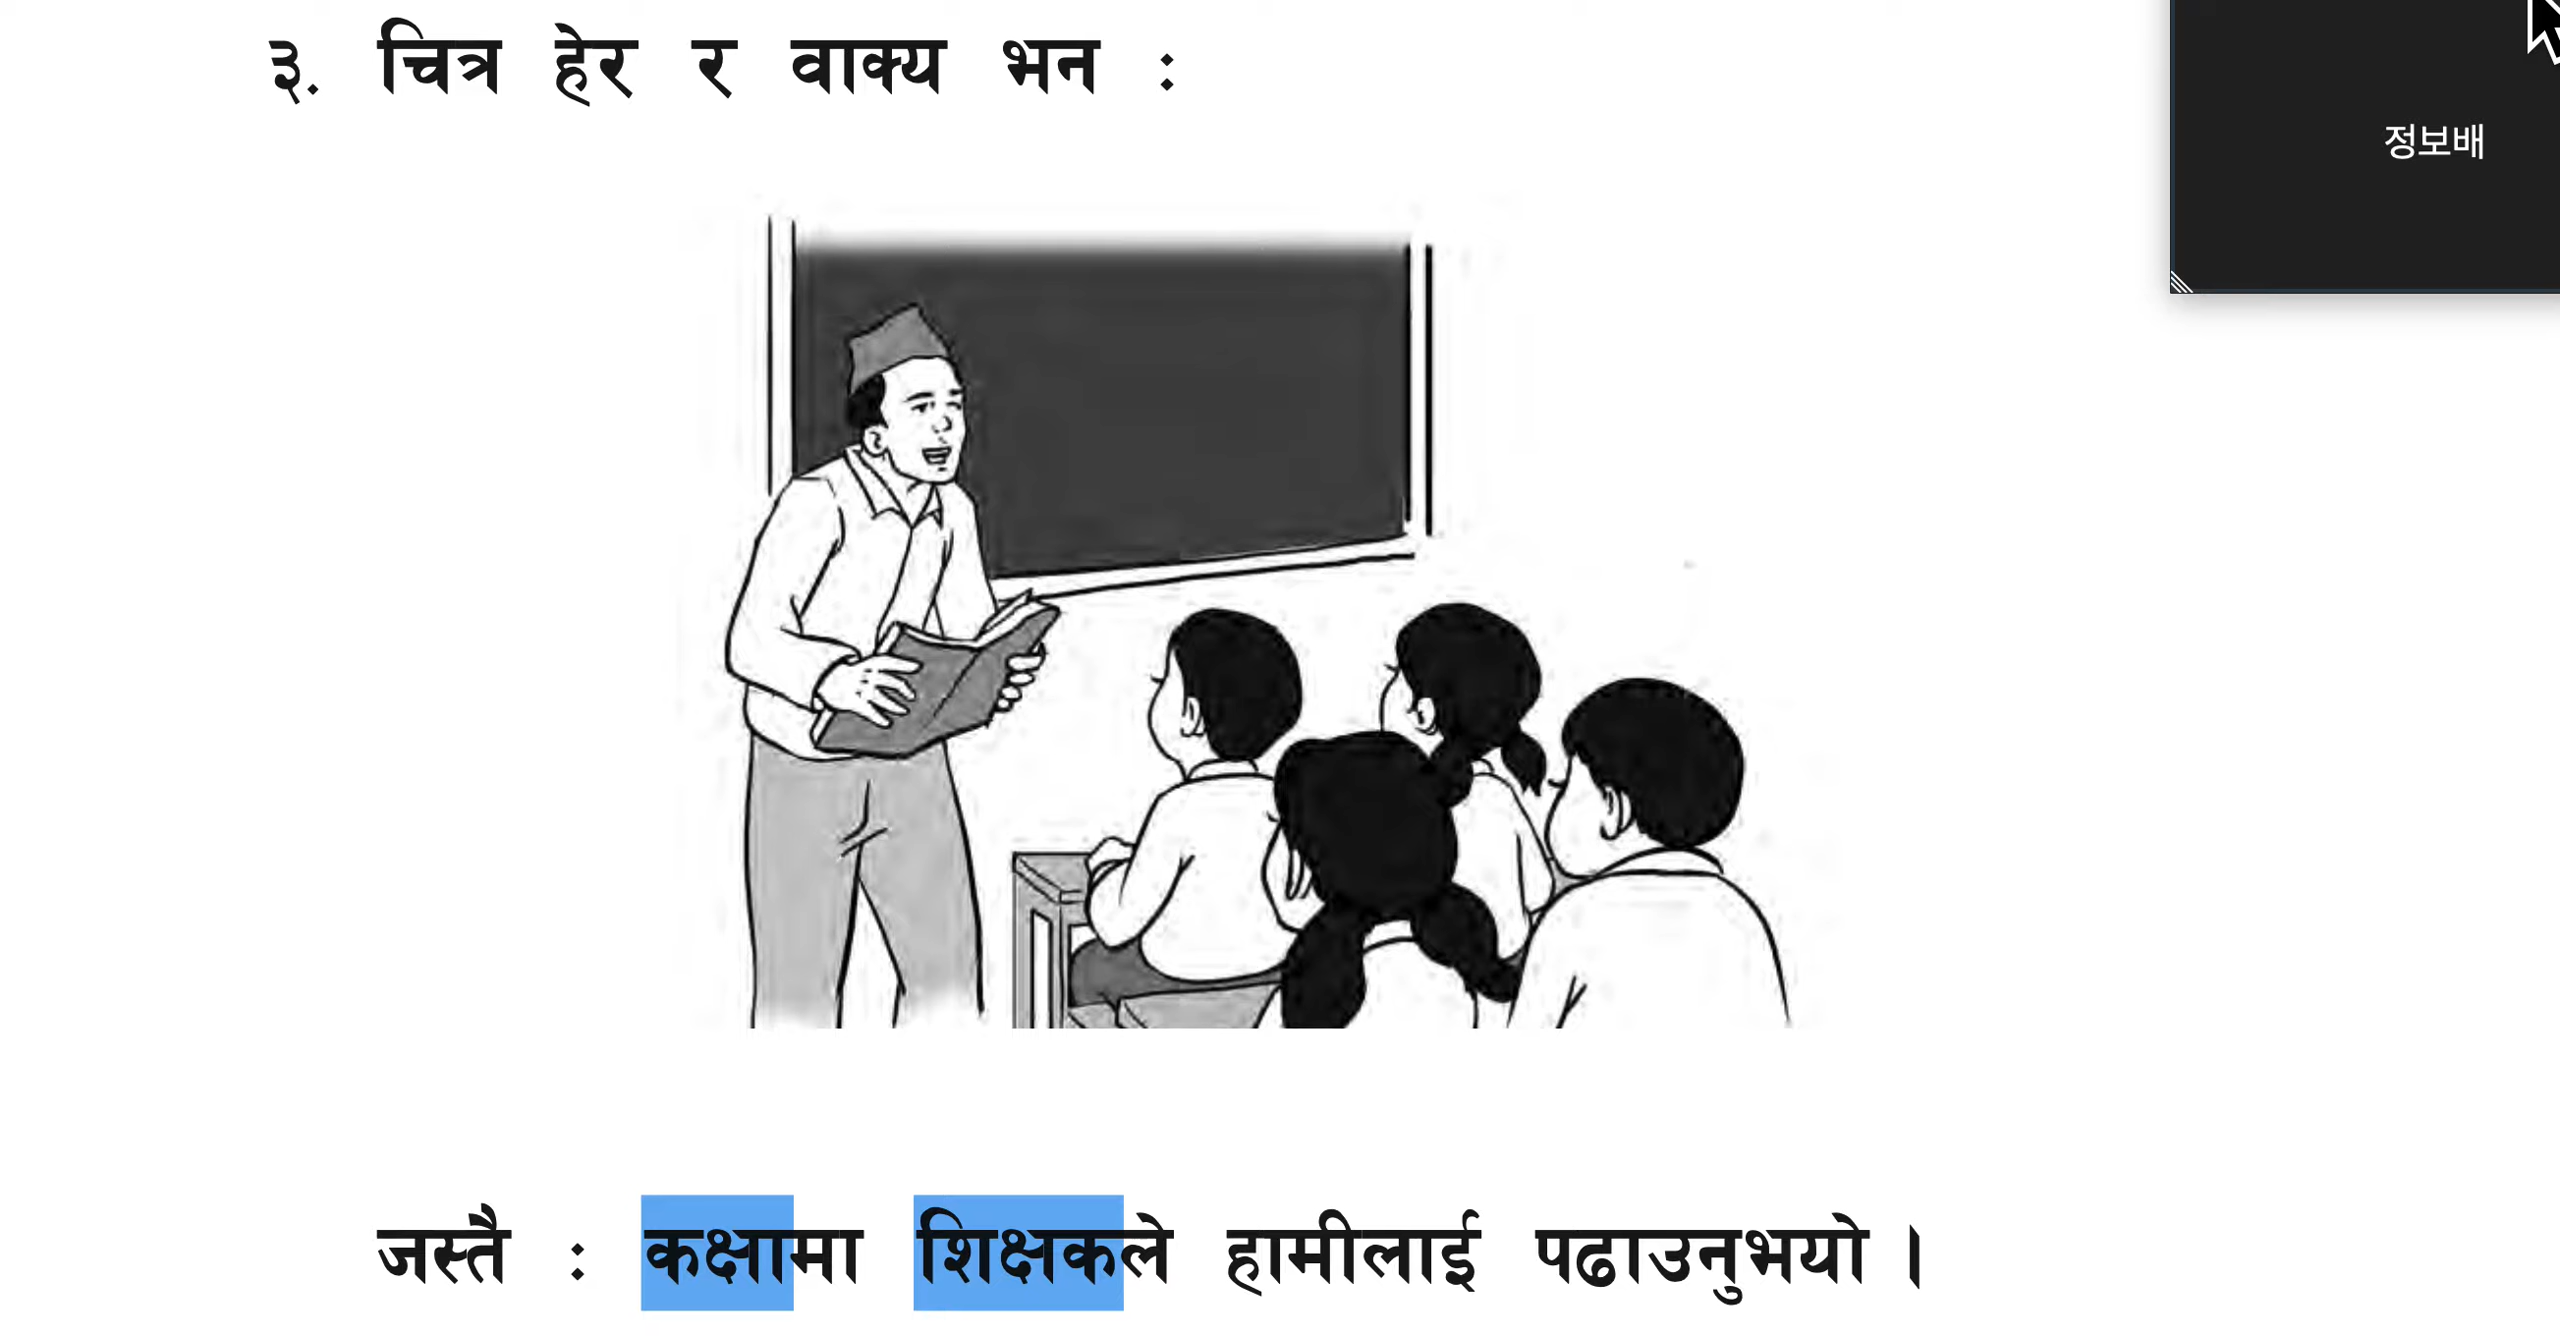 ३. चित्र हेर र वाक्य भन :
정보배
जस्तै : कक्षामा शिक्षकले हामीलाई पढाउनुभयो ।